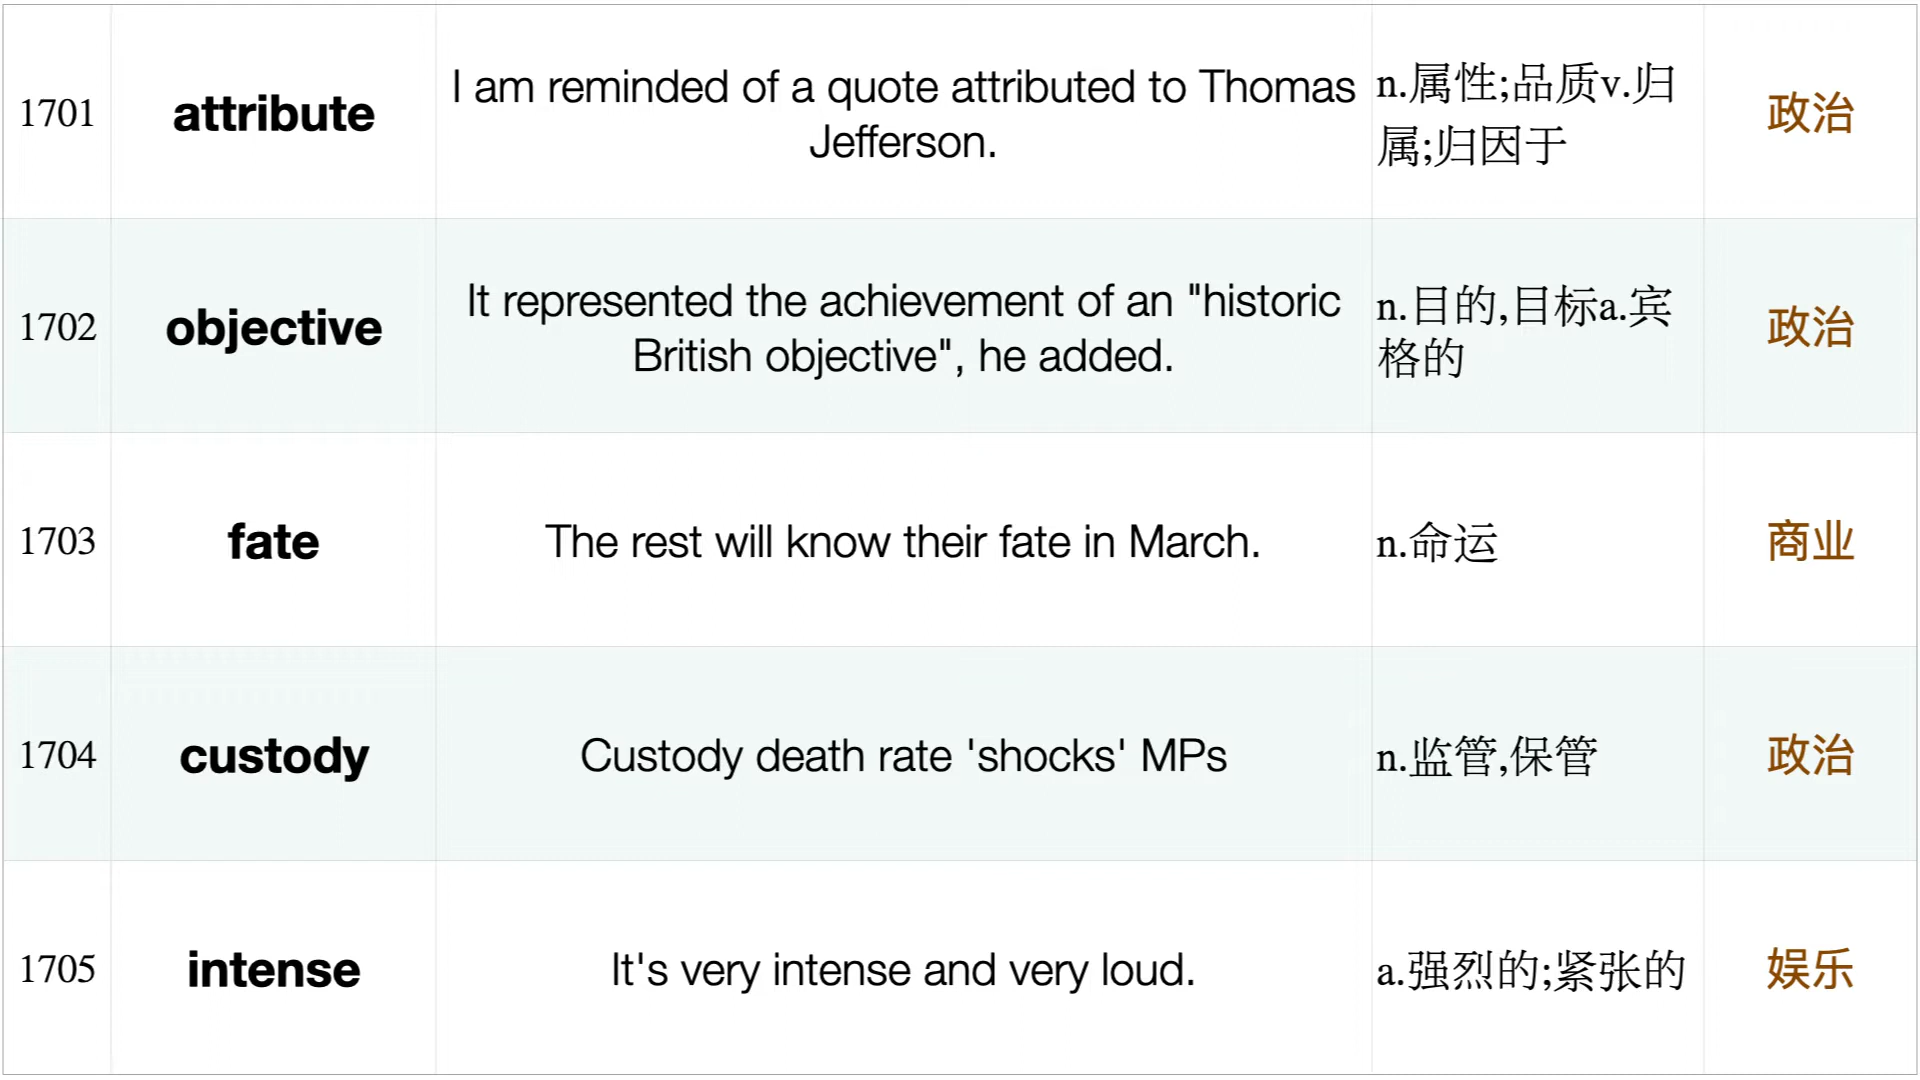 1701 attribute I am reminded of a quote attributed to Thomas n.属性;品质v.归 政治
Jefferson. 属;归因于
1702 objective It represented the achievement of an "historic n.目的,目标a.宾 政治
British objective", he added. 格的
1703 fate The rest will know their fate in March. n.命运 商业
1704 custody Custody death rate 'shocks' MPs n.监管,保管 政治
1705 intense It's very intense and very loud. a.强烈的;紧张的 娱乐